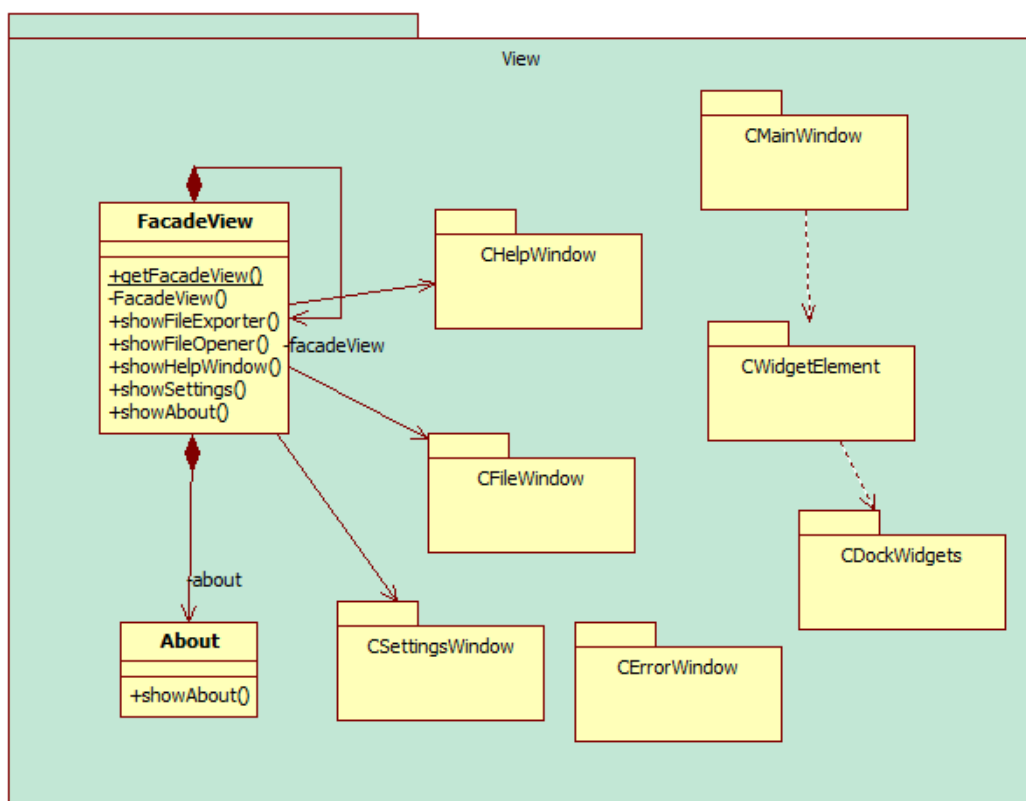 View
CMainWindow
FacadeView
+getFacadeView()
-FacadeView()
+showFileExporter()
+showFileOpener()
+showHelpWindow()
+showSettings()
+showAbout()
-facadeView
CHelpWindow
CWidgetElement
CFileWindow
CDockWidgets
-about
About
+showAbout()
CSettingsWindow
CErrorWindow